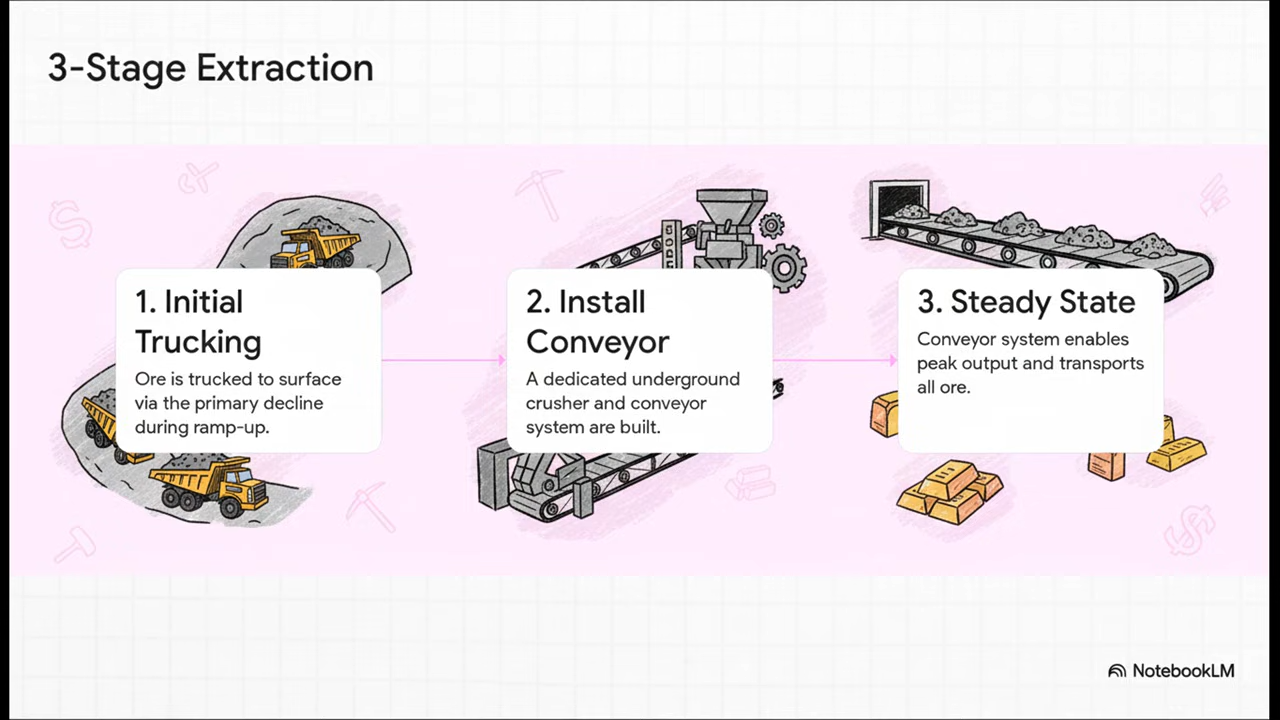 3-Stage Extraction
1. Initial
Trucking
Ore is trucked to surface
via the primary decline
during ramp-up.
2. Install
Conveyor
A dedicated underground
crusher and conveyor
system are built.
3. Steady State
Conveyor system enables
peak output and transports
all ore.
NotebookLM